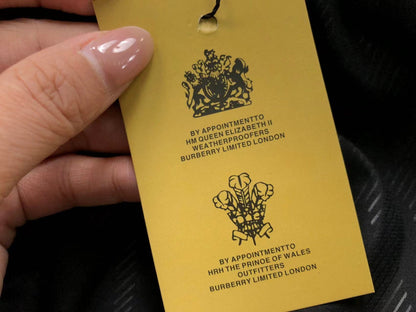 BY APPOINTMENTTO
HM QUEEN ELIZABETH II
WEATHERPROOFERS
BURBERRY LIMITED LONDON
BY APPOINTMENTTO
HRH THE PRINOE OF WALES
OUTFITTERS
BURBERRY LIMITED LONDON